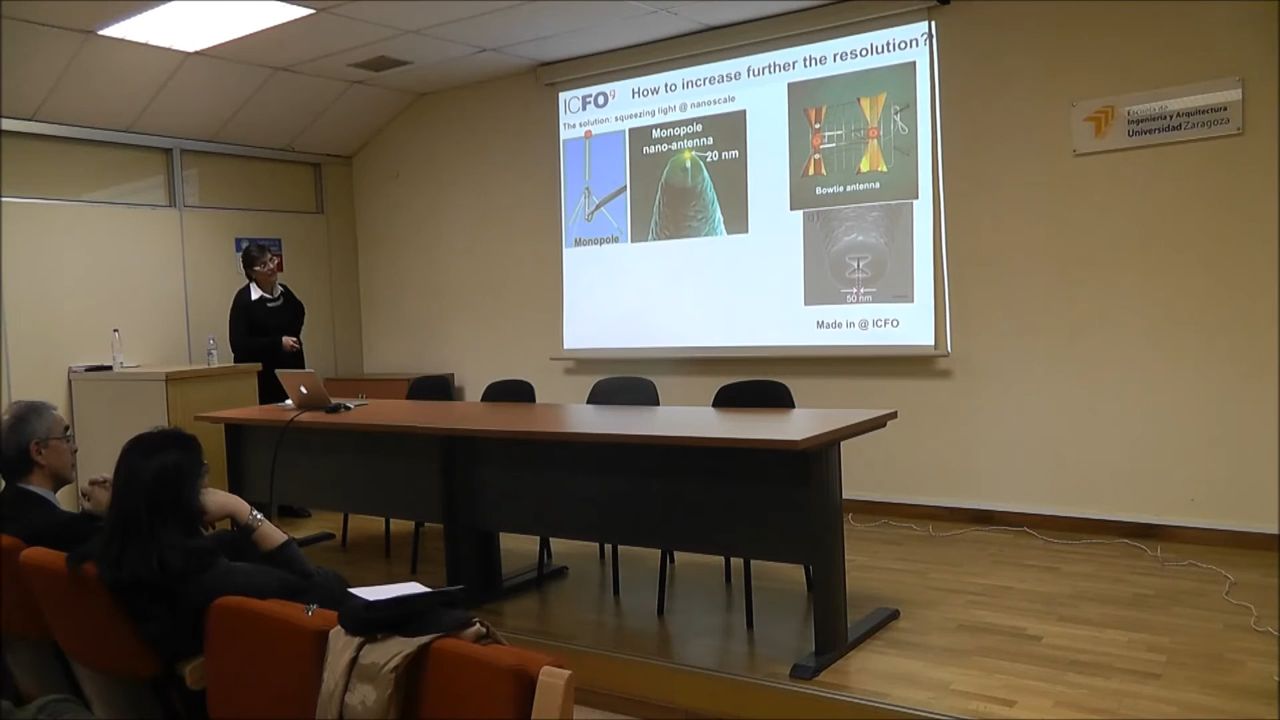 ICFO
How to increase further the resolution?
The solution: squeezing light @ nanoscale
Monopole
Monopole
nano-antenna
20 nm
Bowtie antenna
50 nm
Made in @ ICFO
Escuela de
Ingeniería y Arquitectura
Universidad Zaragoza